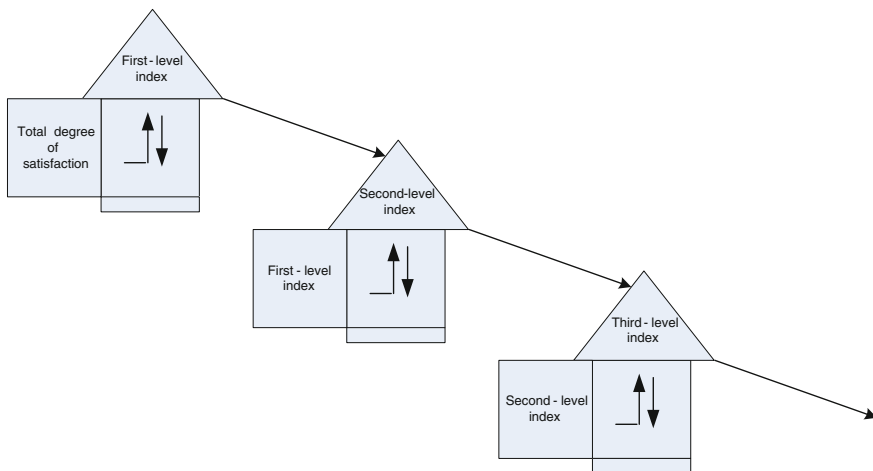 First - level
index
Total degree
of
satisfaction
Second-level
index
First - level
index
Third - level
index
Second - level
index